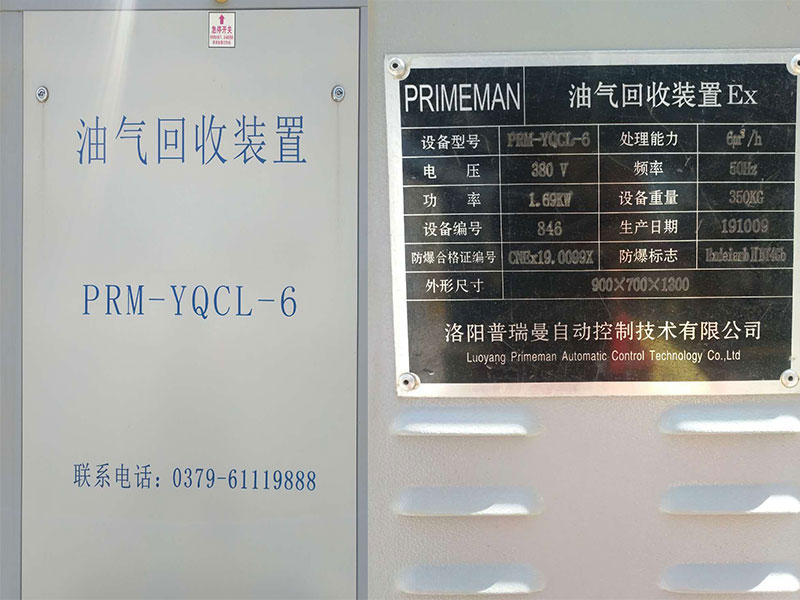 急停开关
油气回收装置
PRM-YQCL-6
联系电话：0379-61119888
PRIMEMAN 油气回收装置Ex
设备型号 PRM-YQCL-6 处理能力 6m³/h
电 压 380 V 频率 50Hz
功 率 1.69KW 设备重量 350KG
设备编号 846 生产日期 191009
防爆合格证编号 CNEx19.0099X 防爆标志
外形尺寸 900×700×1300
洛阳普瑞曼自动控制技术有限公司
Luoyang Primeman Automatic Control Technology Co.,Ltd